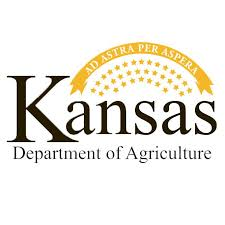 AD ASTRA PER ASPERA
Kansas
Department of Agriculture